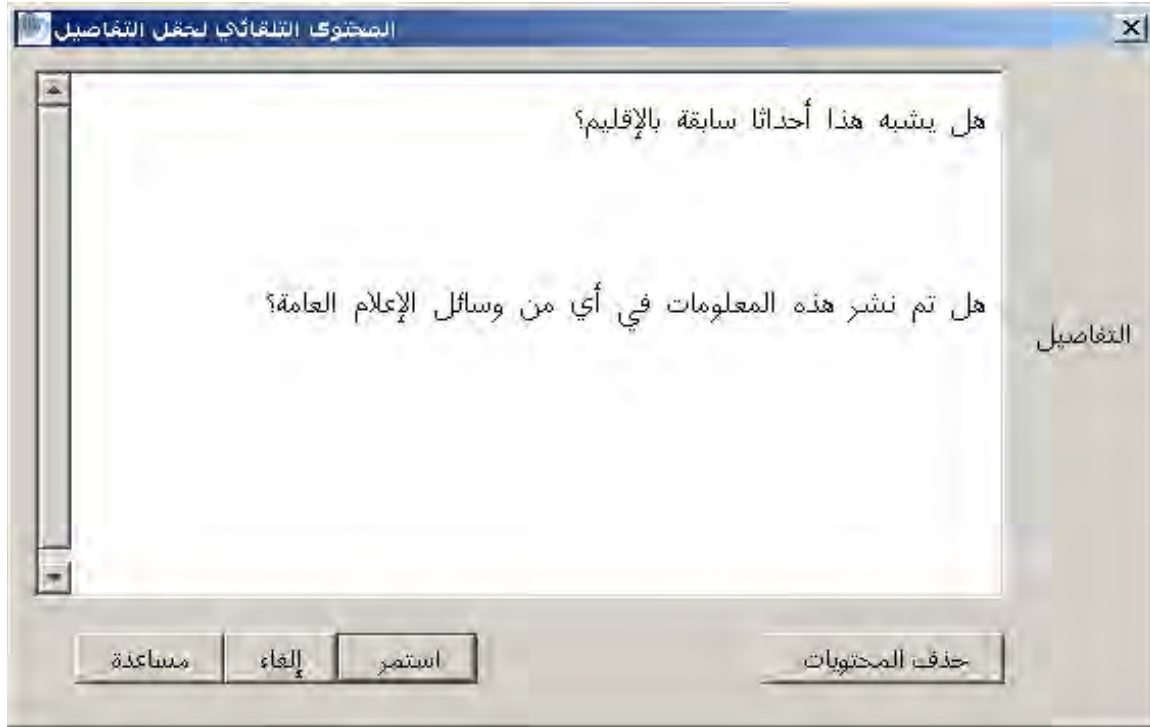 المحتوى التلقائي لحقل التفاصيل
هل يشبه هذا أحداثا سابقة بالإقليم؟
هل تم نشر هذه المعلومات في أي من وسائل الإعلام العامة؟
التفاصيل
حذف المحتويات
استمر
إلغاء
مساعدة